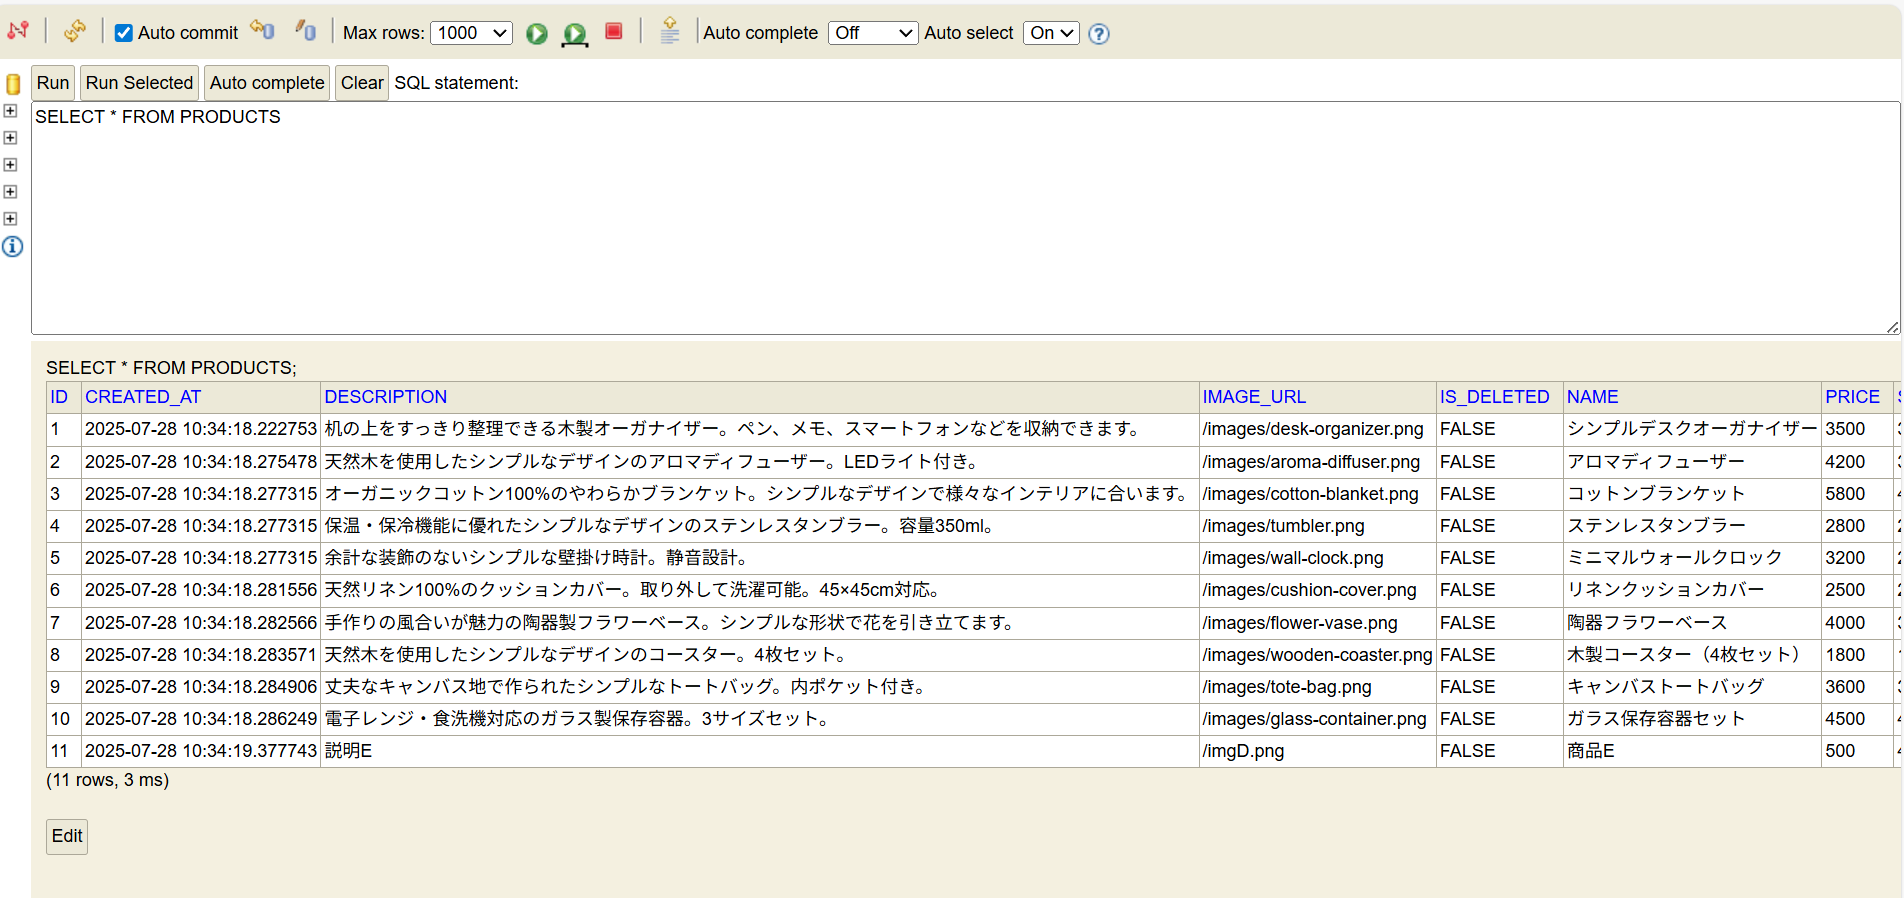 Auto commit Max rows: 1000 Auto complete Off Auto select On
Run Run Selected Auto complete Clear SQL statement:
SELECT * FROM PRODUCTS
SELECT * FROM PRODUCTS;
ID CREATED_AT DESCRIPTION IMAGE_URL IS_DELETED NAME PRICE
1 2025-07-28 10:34:18.222753 机の上をすっきり整理できる木製オーガナイザー。ペン、メモ、スマートフォンなどを収納できます。 /images/desk-organizer.png FALSE シンプルデスクオーガナイザー 3500
2 2025-07-28 10:34:18.275478 天然木を使用したシンプルなデザインのアロマディフューザー。LEDライト付き。 /images/aroma-diffuser.png FALSE アロマディフューザー 4200
3 2025-07-28 10:34:18.277315 オーガニックコットン100%のやわらかブランケット。シンプルなデザインで様々なインテリアに合います。 /images/cotton-blanket.png FALSE コットンブランケット 5800
4 2025-07-28 10:34:18.277315 保温・保冷機能に優れたシンプルなデザインのステンレスタンブラー。容量350ml。 /images/tumbler.png FALSE ステンレスタンブラー 2800
5 2025-07-28 10:34:18.277315 余計な装飾のないシンプルな壁掛け時計。静音設計。 /images/wall-clock.png FALSE ミニマルウォールクロック 3200
6 2025-07-28 10:34:18.281556 天然リネン100%のクッションカバー。取り外して洗濯可能。45×45cm対応。 /images/cushion-cover.png FALSE リネンクッションカバー 2500
7 2025-07-28 10:34:18.282566 手作りの風合いが魅力の陶器製フラワーベース。シンプルな形状で花を引き立てます。 /images/flower-vase.png FALSE 陶器フラワーベース 4000
8 2025-07-28 10:34:18.283571 天然木を使用したシンプルなデザインのコースター。4枚セット。 /images/wooden-coaster.png FALSE 木製コースター（4枚セット） 1800
9 2025-07-28 10:34:18.284906 丈夫なキャンバス地で作られたシンプルなトートバッグ。内ポケット付き。 /images/tote-bag.png FALSE キャンバストートバッグ 3600
10 2025-07-28 10:34:18.286249 電子レンジ・食洗機対応のガラス製保存容器。3サイズセット。 /images/glass-container.png FALSE ガラス保存容器セット 4500
11 2025-07-28 10:34:19.377743 説明E /imgD.png FALSE 商品E 500
(11 rows, 3 ms)
Edit